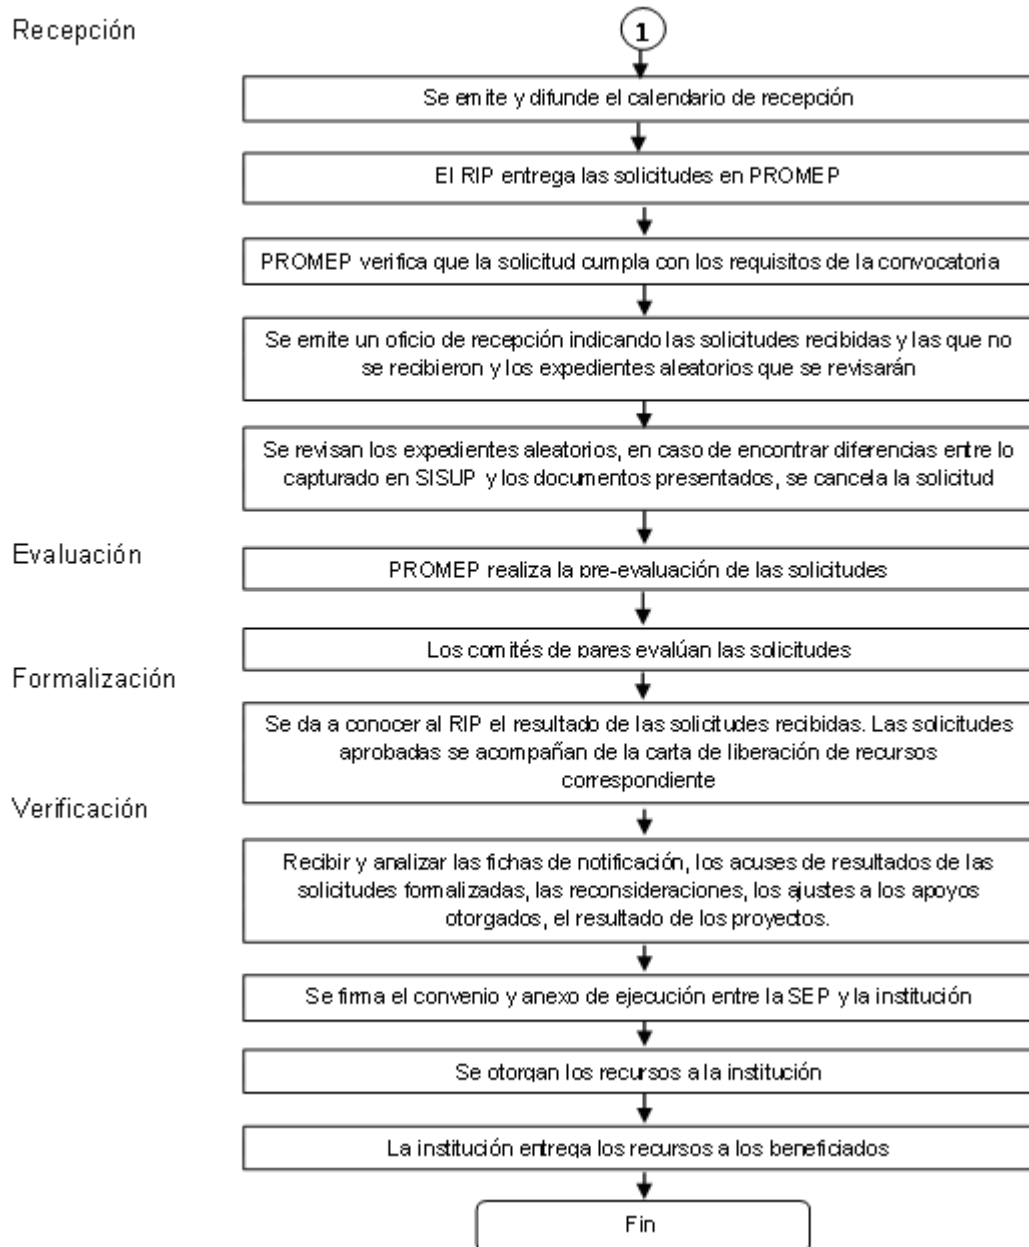 Recepción
1
Se emite y difunde el calendario de recepción
El RIP entrega las solicitudes en PROMEP
PROMEP verifica que la solicitud cumpla con los requisitos de la convocatoria
Se emite un oficio de recepción indicando las solicitudes recibidas y las que no
se recibieron y los expedientes aleatorios que se revisarán
Se revisan los expedientes aleatorios, en caso de encontrar diferencias entre lo
capturado en SISUP y los documentos presentados, se cancela la solicitud
Evaluación
PROMEP realiza la pre-evaluación de las solicitudes
Los comités de pares evalúan las solicitudes
Formalización
Se da a conocer al RIP el resultado de las solicitudes recibidas. Las solicitudes
aprobadas se acompañan de la carta de liberación de recursos
correspondiente
Verificación
Recibir y analizar las fichas de notificación, los acuses de resultados de las
solicitudes formalizadas, las reconsideraciones, los ajustes a los apoyos
otorgados, el resultado de los proyectos.
Se firma el convenio y anexo de ejecución entre la SEP y la institución
Se otorgan los recursos a la institución
La institución entrega los recursos a los beneficiados
Fin